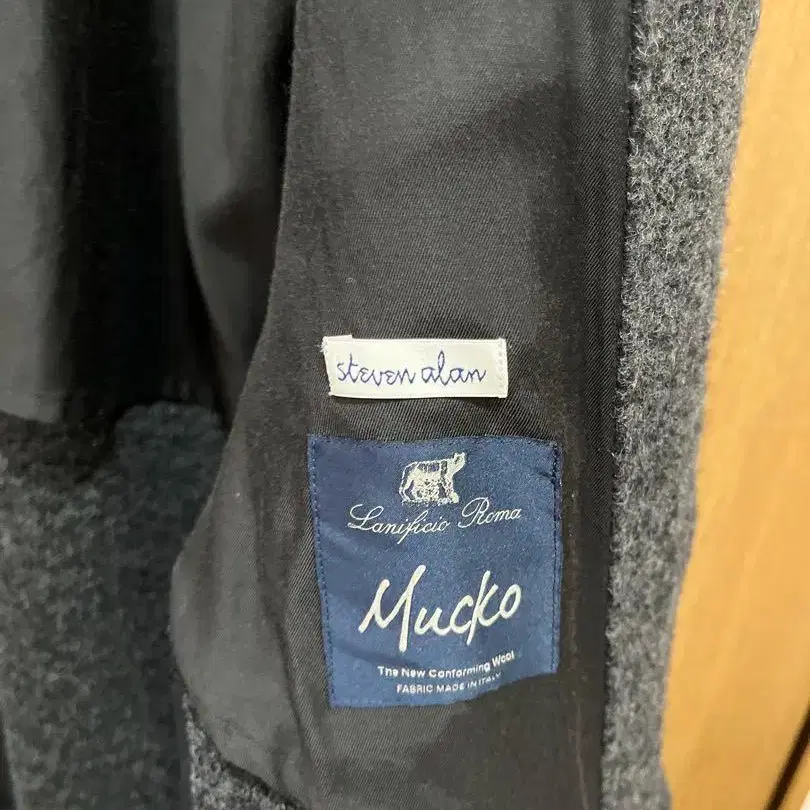 steven alan
Lanificio Roma
Mucko
The New Conforming Wool
FABRIC MADE IN ITALY